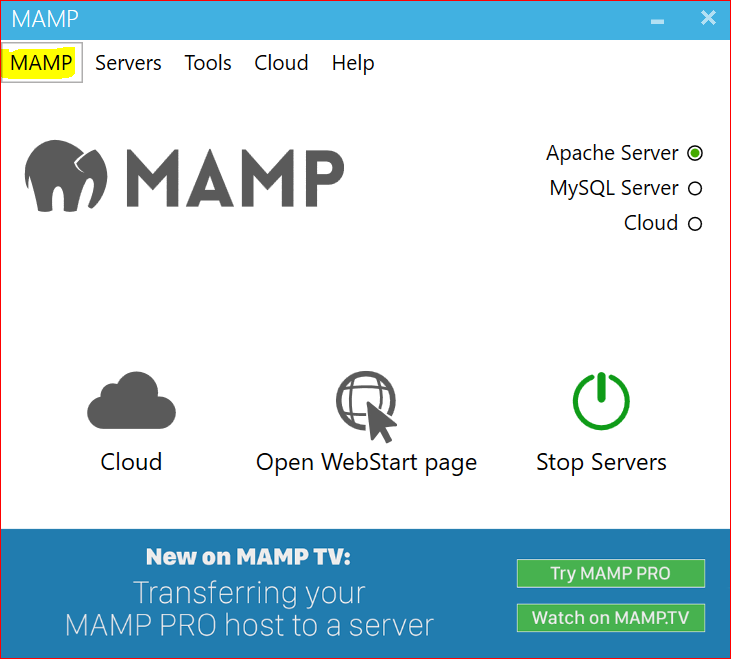 MAMP
MAMP Servers Tools Cloud Help
MAMP
Apache Server
MySQL Server
Cloud
Cloud
Open WebStart page
Stop Servers
New on MAMP TV:
Transferring your
MAMP PRO host to a server
Try MAMP PRO
Watch on MAMP.TV